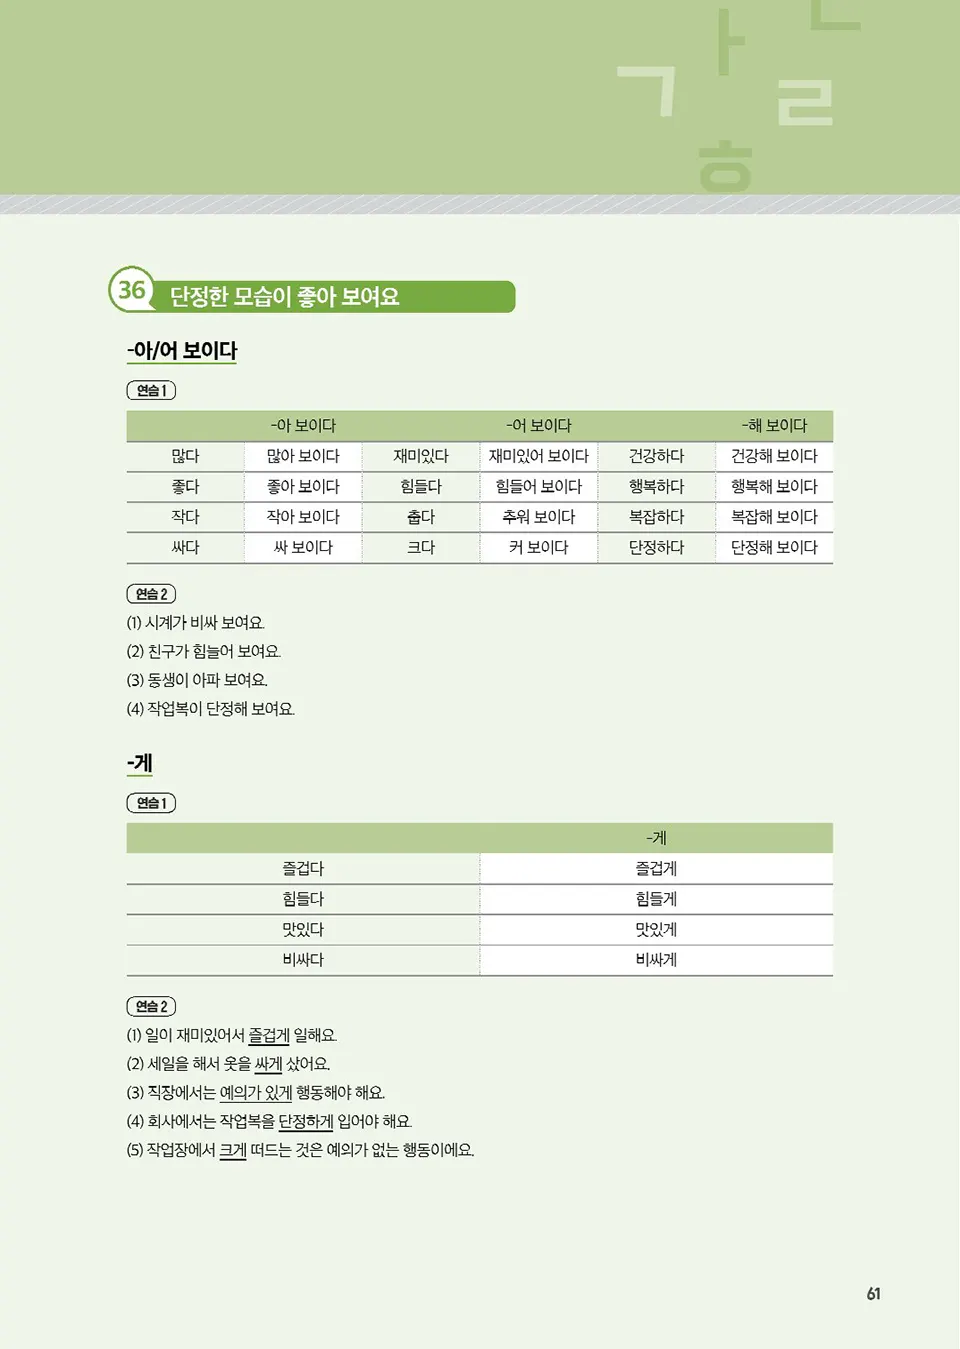 ㄱ ㅏ ㄴ ㄹ ㅎ
36 단정한 모습이 좋아 보여요
-아/어 보이다
연습 1
-아 보이다 -어 보이다 -해 보이다
많다 많아 보이다 재미있다 재미있어 보이다 건강하다 건강해 보이다
좋다 좋아 보이다 힘들다 힘들어 보이다 행복하다 행복해 보이다
작다 작아 보이다 춥다 추워 보이다 복잡하다 복잡해 보이다
싸다 싸 보이다 크다 커 보이다 단정하다 단정해 보이다
연습 2
(1) 시계가 비싸 보여요.
(2) 친구가 힘들어 보여요.
(3) 동생이 아파 보여요.
(4) 작업복이 단정해 보여요.
-게
연습 1
-게
즐겁다 즐겁게
힘들다 힘들게
맛있다 맛있게
비싸다 비싸게
연습 2
(1) 일이 재미있어서 즐겁게 일해요.
(2) 세일을 해서 옷을 싸게 샀어요.
(3) 직장에서는 예의가 있게 행동해야 해요.
(4) 회사에서는 작업복을 단정하게 입어야 해요.
(5) 작업장에서 크게 떠드는 것은 예의가 없는 행동이에요.
61